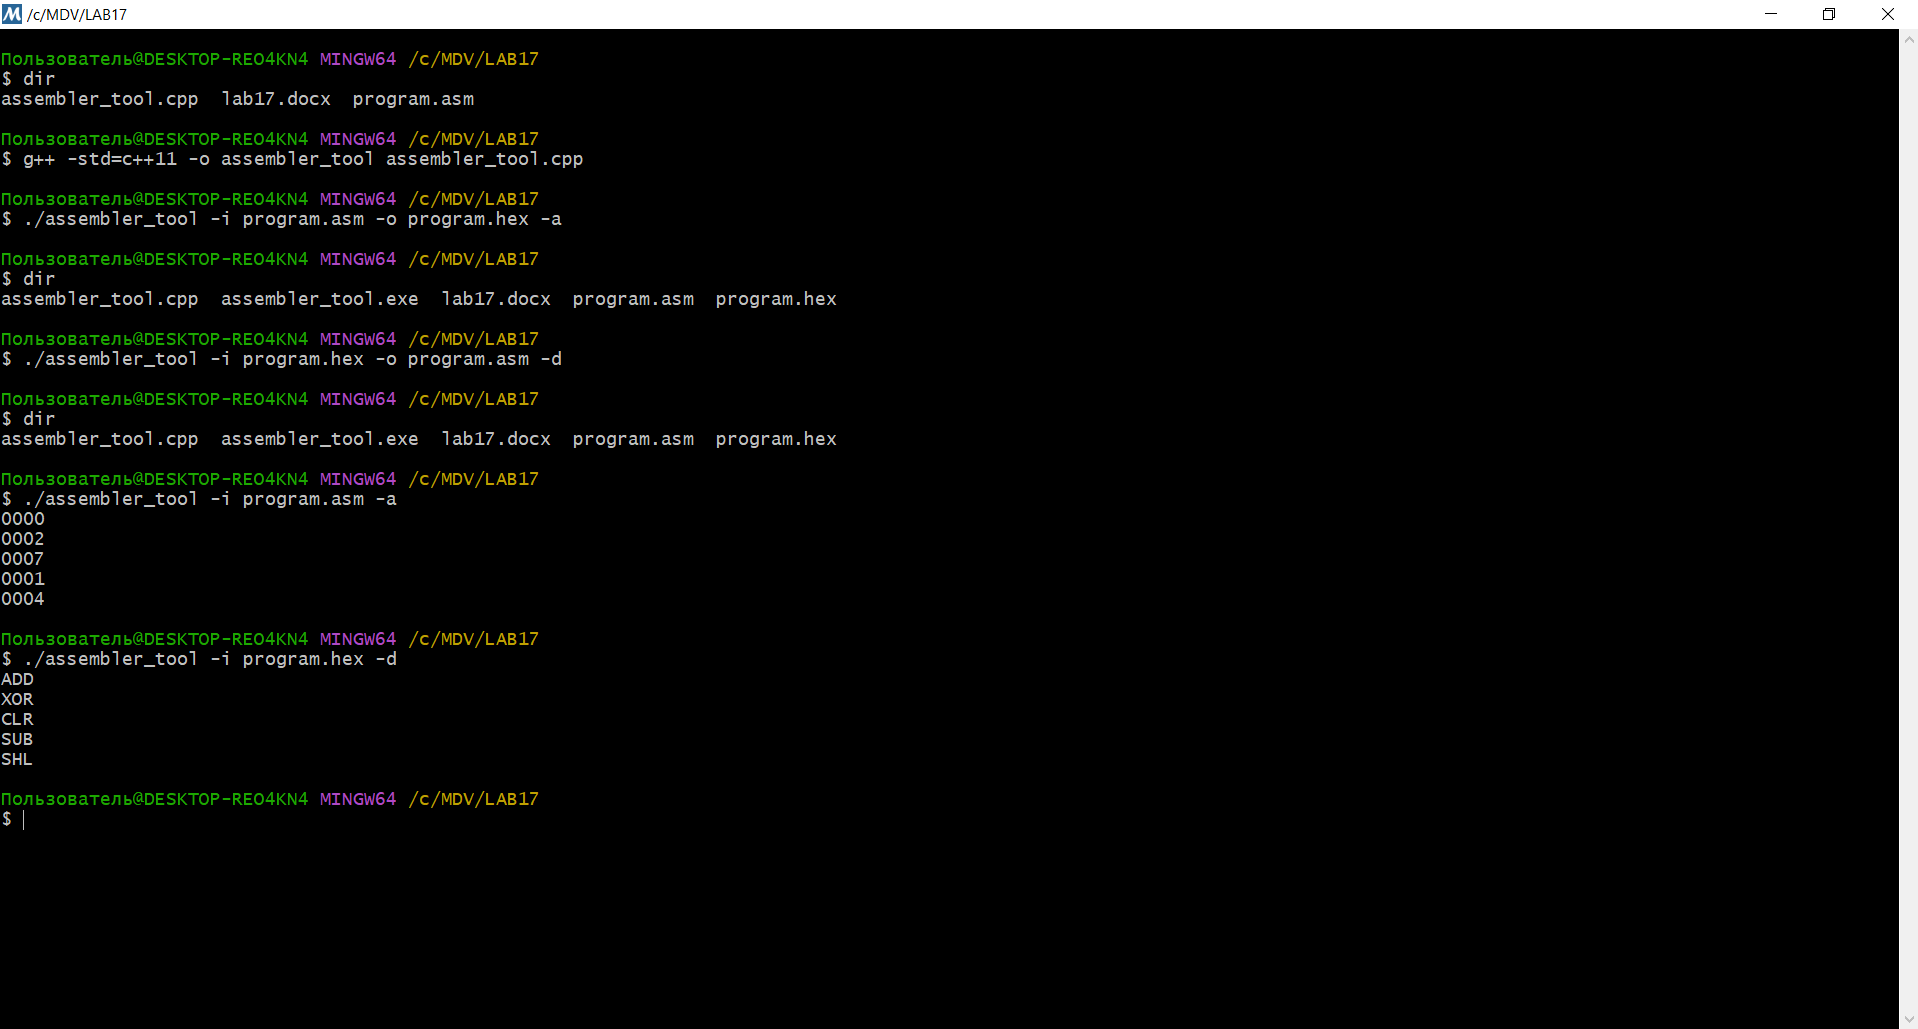 /c/MDV/LAB17
Пользователь@DESKTOP-REO4KN4 MINGW64 /c/MDV/LAB17
$ dir
assembler_tool.cpp  lab17.docx  program.asm
Пользователь@DESKTOP-REO4KN4 MINGW64 /c/MDV/LAB17
$ g++ -std=c++11 -o assembler_tool assembler_tool.cpp
Пользователь@DESKTOP-REO4KN4 MINGW64 /c/MDV/LAB17
$ ./assembler_tool -i program.asm -o program.hex -a
Пользователь@DESKTOP-REO4KN4 MINGW64 /c/MDV/LAB17
$ dir
assembler_tool.cpp  assembler_tool.exe  lab17.docx  program.asm  program.hex
Пользователь@DESKTOP-REO4KN4 MINGW64 /c/MDV/LAB17
$ ./assembler_tool -i program.hex -o program.asm -d
Пользователь@DESKTOP-REO4KN4 MINGW64 /c/MDV/LAB17
$ dir
assembler_tool.cpp  assembler_tool.exe  lab17.docx  program.asm  program.hex
Пользователь@DESKTOP-REO4KN4 MINGW64 /c/MDV/LAB17
$ ./assembler_tool -i program.asm -a
0000
0002
0007
0001
0004
Пользователь@DESKTOP-REO4KN4 MINGW64 /c/MDV/LAB17
$ ./assembler_tool -i program.hex -d
ADD
XOR
CLR
SUB
SHL
Пользователь@DESKTOP-REO4KN4 MINGW64 /c/MDV/LAB17
$